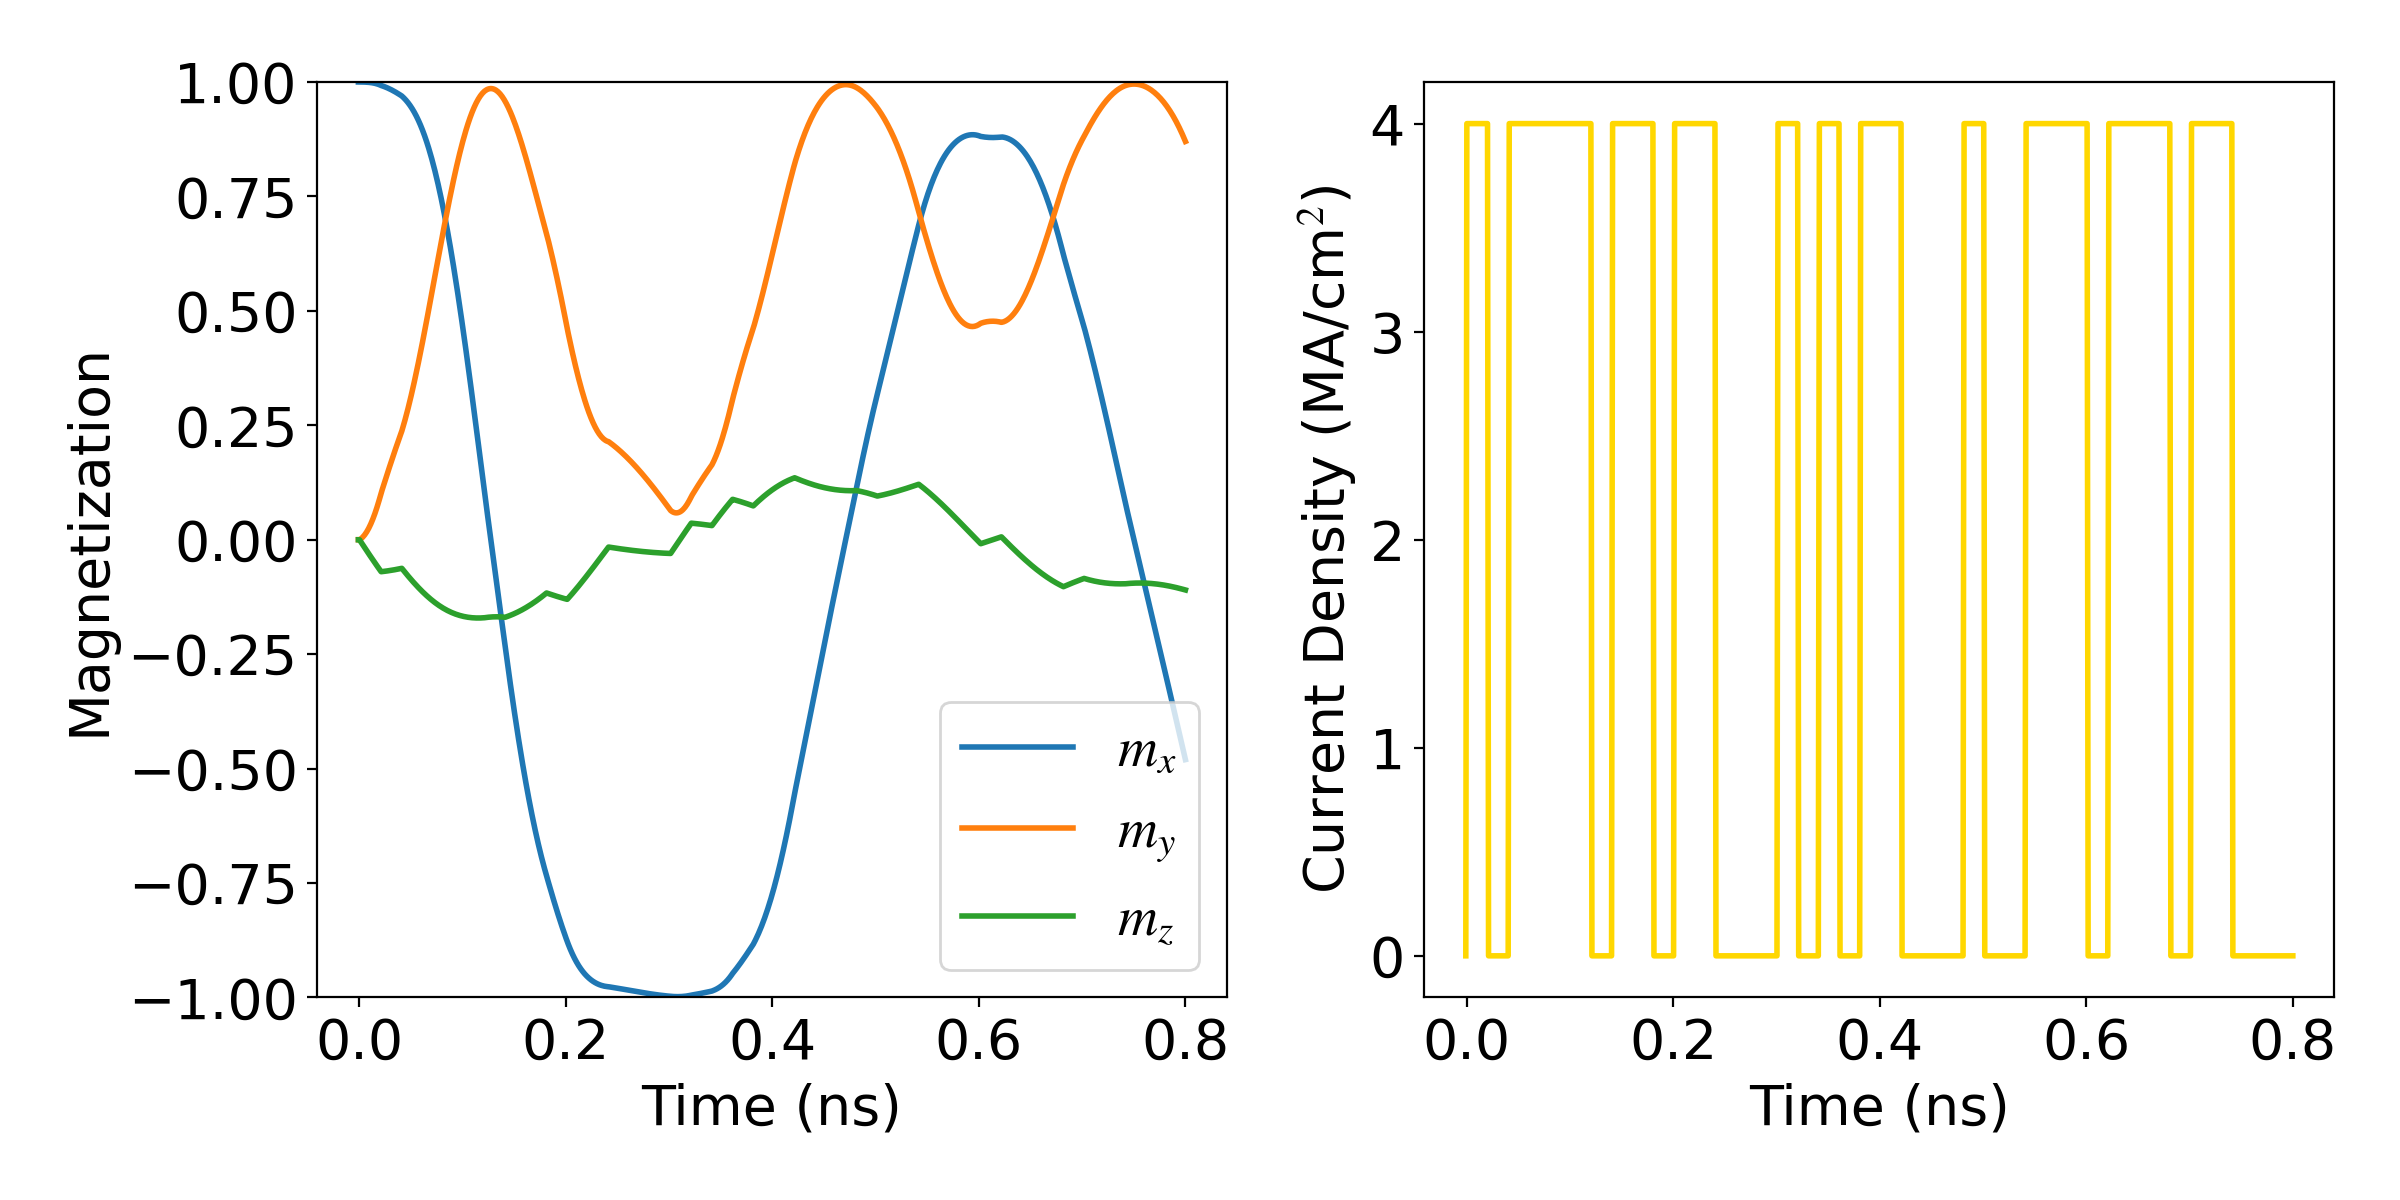 Magnetization
1.00
0.75
0.50
0.25
0.00
−0.25
−0.50
−0.75
−1.00
0.0 0.2 0.4 0.6 0.8
Time (ns)
m_x
m_y
m_z
Current Density (MA/cm²)
4
3
2
1
0
0.0 0.2 0.4 0.6 0.8
Time (ns)